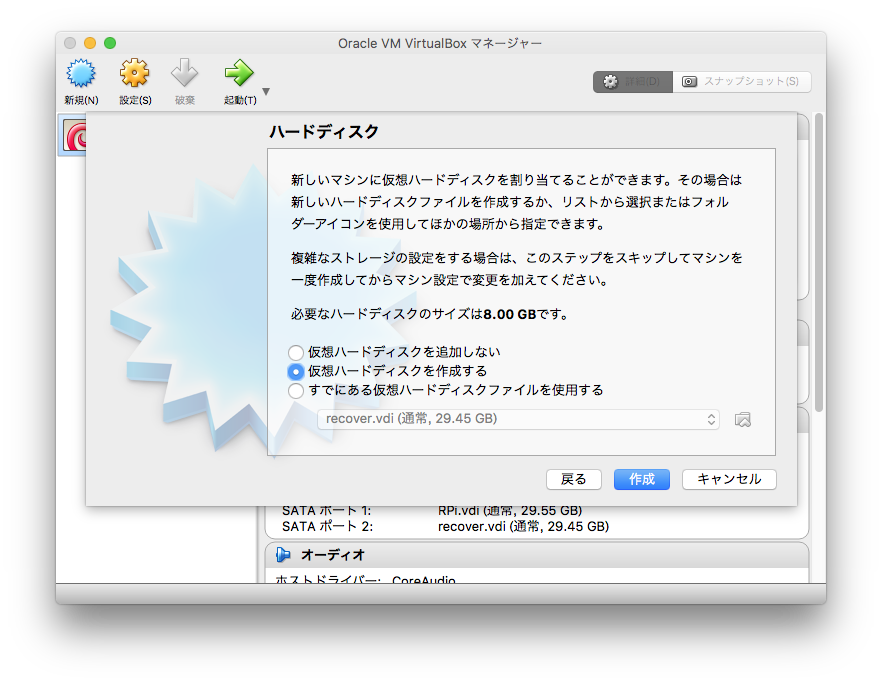 Oracle VM VirtualBox マネージャー
新規(N)
設定(S)
破棄
起動(T)
詳細(D)
スナップショット(S)
ハードディスク
新しいマシンに仮想ハードディスクを割り当てることができます。その場合は
新しいハードディスクファイルを作成するか、リストから選択またはフォル
ダーアイコンを使用してほかの場所から指定できます。
複雑なストレージの設定をする場合は、このステップをスキップしてマシンを
一度作成してからマシン設定で変更を加えてください。
必要なハードディスクのサイズは8.00 GBです。
仮想ハードディスクを追加しない
仮想ハードディスクを作成する
すでにある仮想ハードディスクファイルを使用する
recover.vdi (通常, 29.45 GB)
戻る
作成
キャンセル
SATA ポート 1: RPi.vdi (通常, 29.55 GB)
SATA ポート 2: recover.vdi (通常, 29.45 GB)
オーディオ
ホストドライバー: CoreAudio